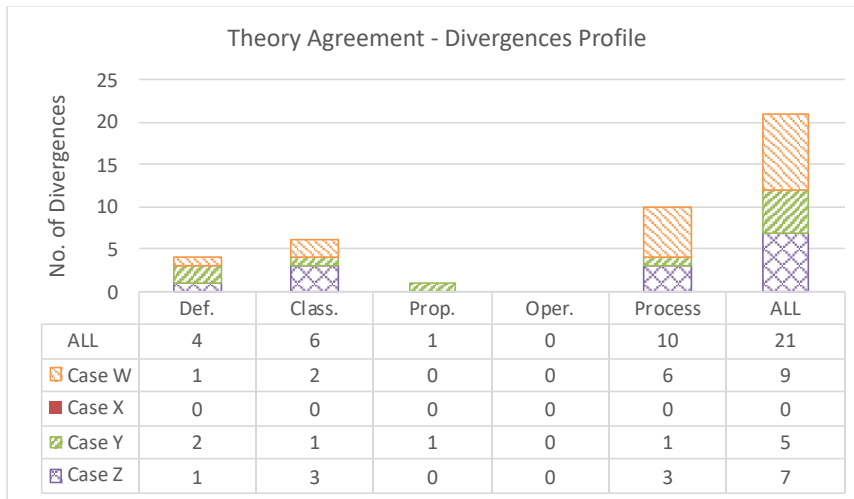 Theory Agreement - Divergences Profile
No. of Divergences
25
20
15
10
5
0
Def. Class. Prop. Oper. Process ALL
ALL 4 6 1 0 10 21
Case W 1 2 0 0 6 9
Case X 0 0 0 0 0 0
Case Y 2 1 1 0 1 5
Case Z 1 3 0 0 3 7